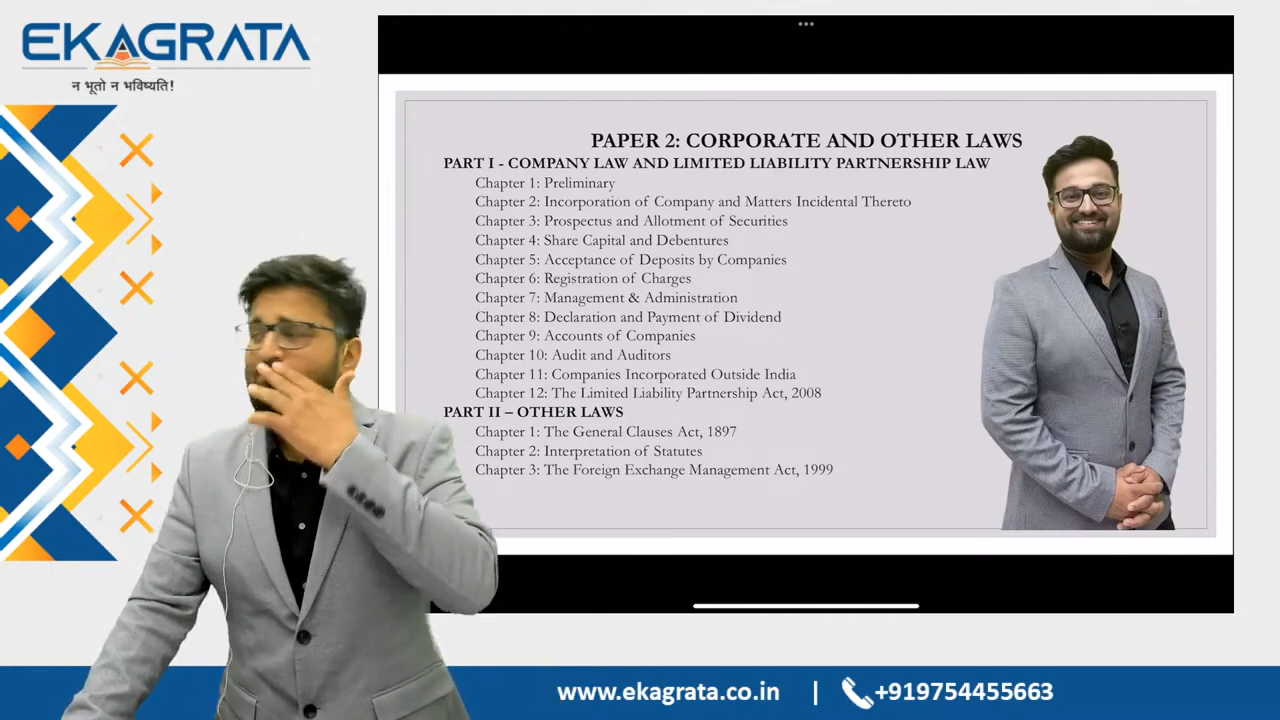 EKAGRATA
न भूतो न भविष्यति!
PAPER 2: CORPORATE AND OTHER LAWS
PART I - COMPANY LAW AND LIMITED LIABILITY PARTNERSHIP LAW
Chapter 1: Preliminary
Chapter 2: Incorporation of Company and Matters Incidental Thereto
Chapter 3: Prospectus and Allotment of Securities
Chapter 4: Share Capital and Debentures
Chapter 5: Acceptance of Deposits by Companies
Chapter 6: Registration of Charges
Chapter 7: Management & Administration
Chapter 8: Declaration and Payment of Dividend
Chapter 9: Accounts of Companies
Chapter 10: Audit and Auditors
Chapter 11: Companies Incorporated Outside India
Chapter 12: The Limited Liability Partnership Act, 2008
PART II – OTHER LAWS
Chapter 1: The General Clauses Act, 1897
Chapter 2: Interpretation of Statutes
Chapter 3: The Foreign Exchange Management Act, 1999
www.ekagrata.co.in | +919754455663